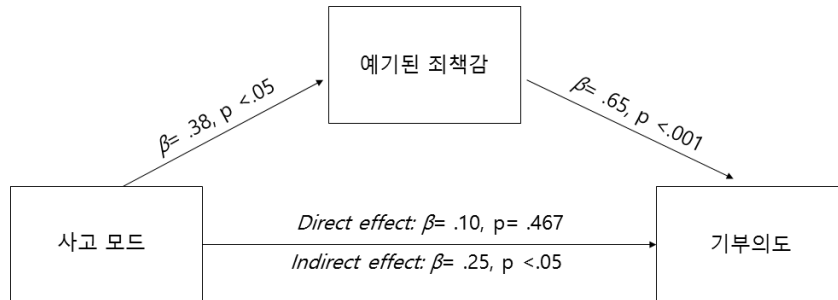 예기된 죄책감
β= .38, p <.05
β= .65, p <.001
사고 모드
Direct effect: β= .10, p= .467
Indirect effect: β= .25, p <.05
기부의도